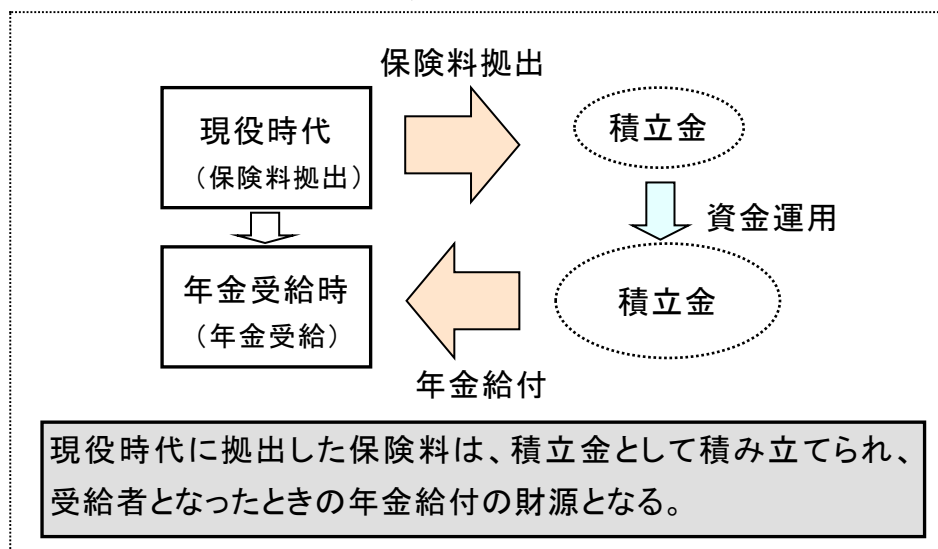 保険料拠出
現役時代
（保険料拠出）
積立金
資金運用
年金受給時
（年金受給）
積立金
年金給付
現役時代に拠出した保険料は、積立金として積み立てられ、
受給者となったときの年金給付の財源となる。